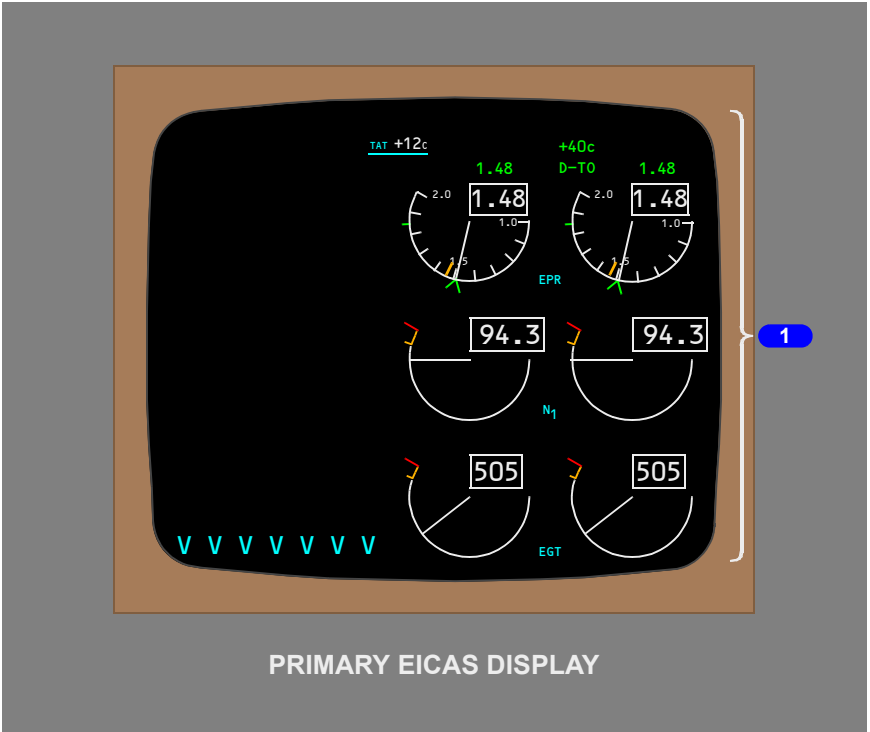 TAT +12c
+40c
1.48 D-TO 1.48
2.0 1.48 2.0 1.48
1.0 1.0
1.5 1.5
EPR
94.3 94.3
1
N1
505 505
V V V V V V V
EGT
PRIMARY EICAS DISPLAY